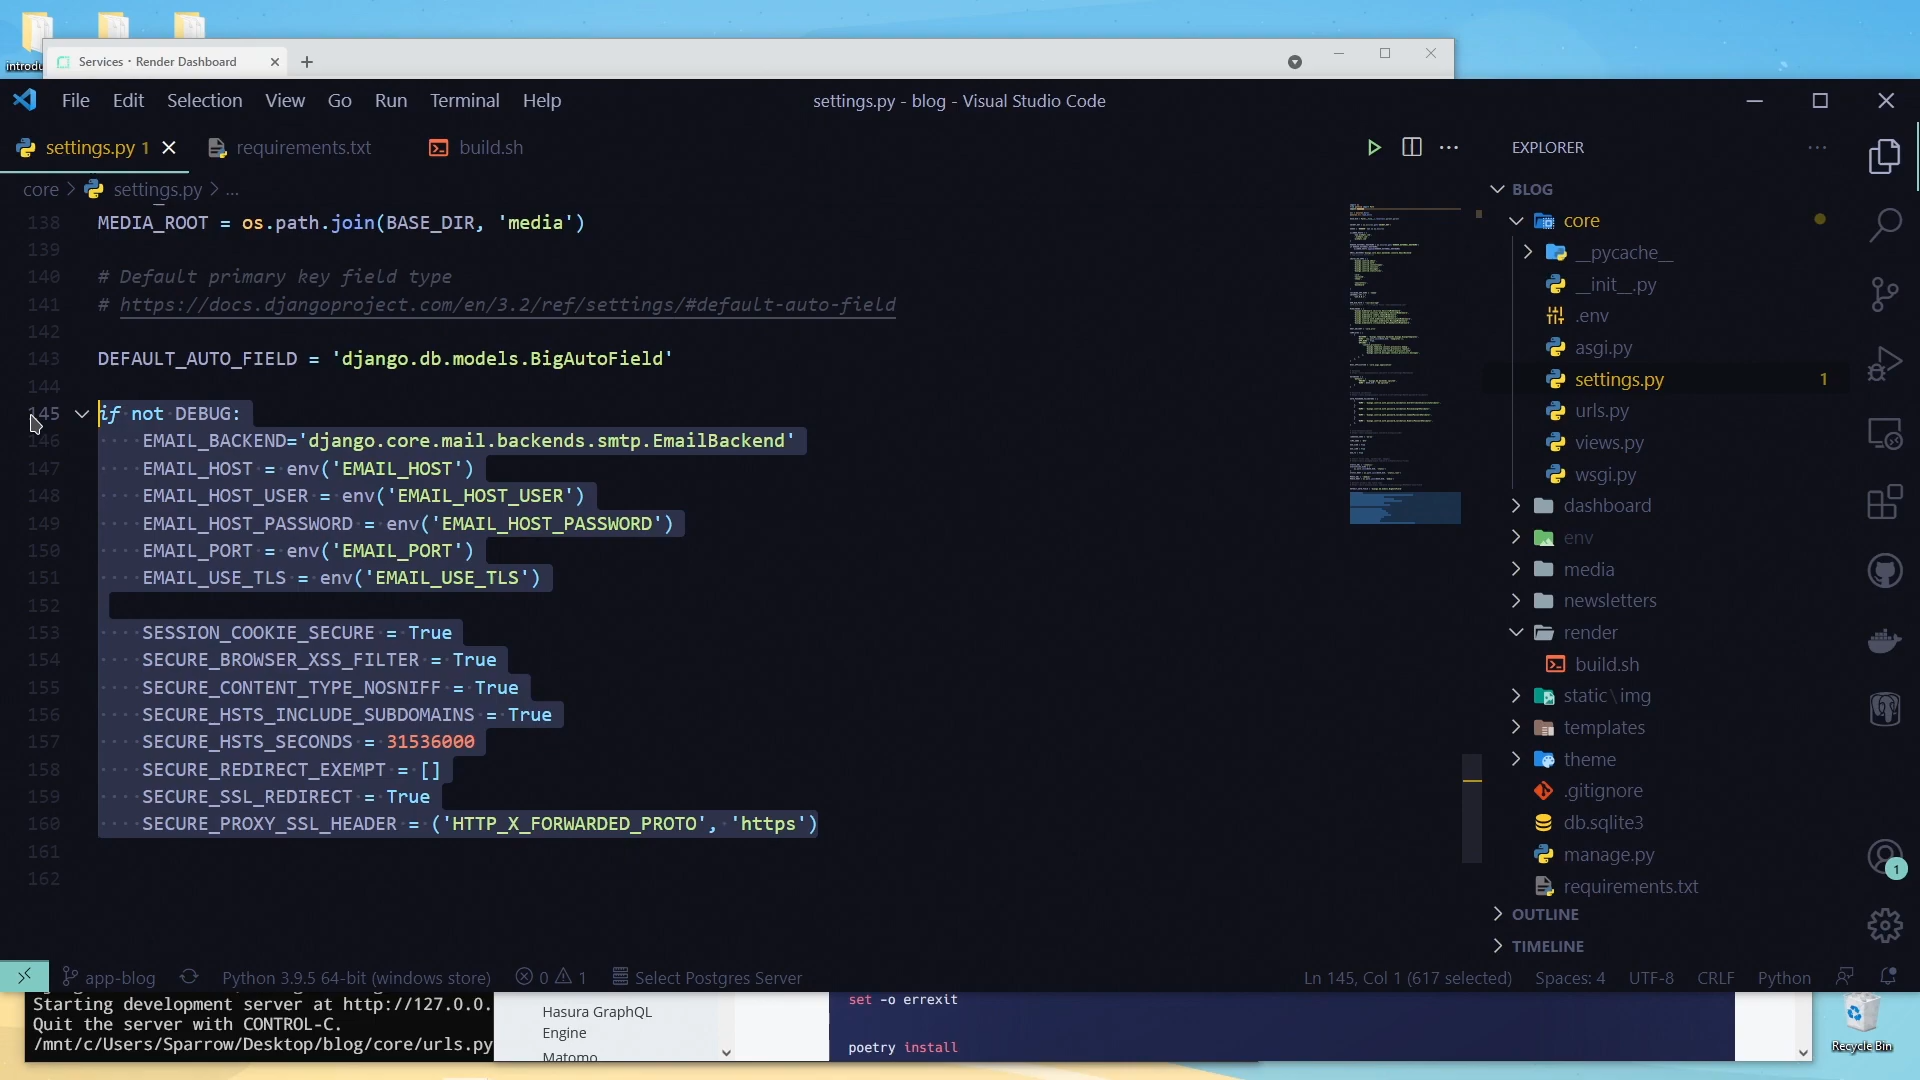 introdu
Services · Render Dashboard
File Edit Selection View Go Run Terminal Help
settings.py - blog - Visual Studio Code
settings.py 1
requirements.txt
build.sh
core > settings.py > ...
138 MEDIA_ROOT = os.path.join(BASE_DIR, 'media')
139
140 # Default primary key field type
141 # https://docs.djangoproject.com/en/3.2/ref/settings/#default-auto-field
142
143 DEFAULT_AUTO_FIELD = 'django.db.models.BigAutoField'
144
145 if not DEBUG:
146 EMAIL_BACKEND='django.core.mail.backends.smtp.EmailBackend'
147 EMAIL_HOST = env('EMAIL_HOST')
148 EMAIL_HOST_USER = env('EMAIL_HOST_USER')
149 EMAIL_HOST_PASSWORD = env('EMAIL_HOST_PASSWORD')
150 EMAIL_PORT = env('EMAIL_PORT')
151 EMAIL_USE_TLS = env('EMAIL_USE_TLS')
152
153 SESSION_COOKIE_SECURE = True
154 SECURE_BROWSER_XSS_FILTER = True
155 SECURE_CONTENT_TYPE_NOSNIFF = True
156 SECURE_HSTS_INCLUDE_SUBDOMAINS = True
157 SECURE_HSTS_SECONDS = 31536000
158 SECURE_REDIRECT_EXEMPT = []
159 SECURE_SSL_REDIRECT = True
160 SECURE_PROXY_SSL_HEADER = ('HTTP_X_FORWARDED_PROTO', 'https')
161
162
EXPLORER
BLOG
core
__pycache__
__init__.py
.env
asgi.py
settings.py 1
urls.py
views.py
wsgi.py
dashboard
env
media
newsletters
render
build.sh
static\img
templates
theme
.gitignore
db.sqlite3
manage.py
requirements.txt
OUTLINE
TIMELINE
1
app-blog
Python 3.9.5 64-bit (windows store)
0 1
Select Postgres Server
Ln 145, Col 1 (617 selected)
Spaces: 4
UTF-8
CRLF
Python
Starting development server at http://127.0.0.
Quit the server with CONTROL-C.
/mnt/c/Users/Sparrow/Desktop/blog/core/urls.py
Hasura GraphQL
Engine
Matomo
set -o errexit
poetry install
Recycle Bin